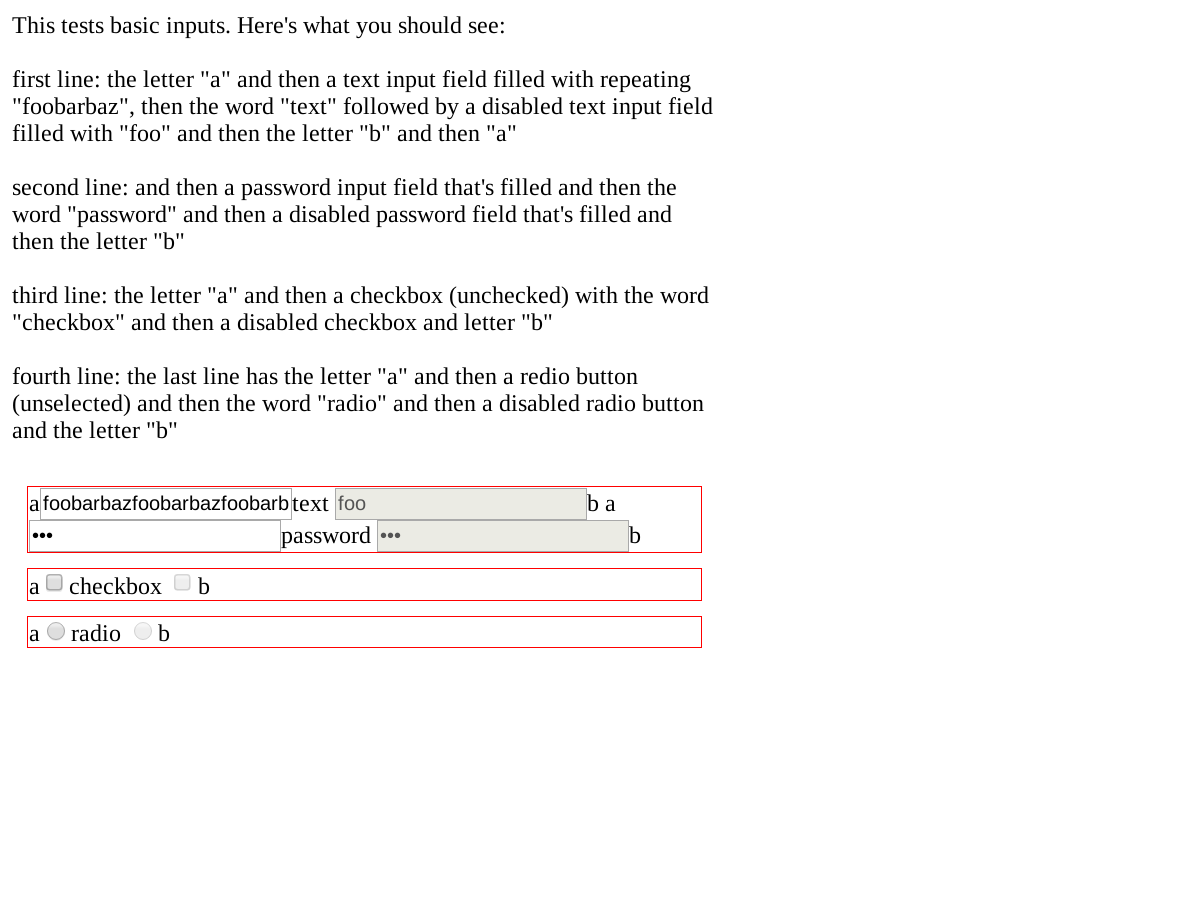 This tests basic inputs. Here's what you should see:
first line: the letter "a" and then a text input field filled with repeating
"foobarbaz", then the word "text" followed by a disabled text input field
filled with "foo" and then the letter "b" and then "a"
second line: and then a password input field that's filled and then the
word "password" and then a disabled password field that's filled and
then the letter "b"
third line: the letter "a" and then a checkbox (unchecked) with the word
"checkbox" and then a disabled checkbox and letter "b"
fourth line: the last line has the letter "a" and then a redio button
(unselected) and then the word "radio" and then a disabled radio button
and the letter "b"
a foobarbazfoobarbazfoobarb text foo b a
••• password ••• b
a checkbox b
a radio b